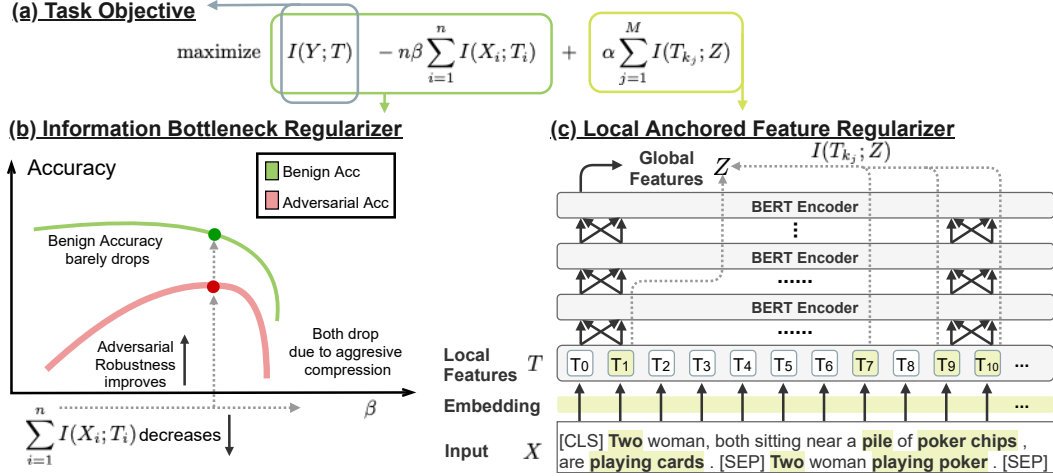 (a) Task Objective
maximize I(Y;T) − nβ ∑_{i=1}^{n} I(X_i;T_i) + α ∑_{j=1}^{M} I(T_{k_j};Z)
(b) Information Bottleneck Regularizer
Accuracy
Benign Acc
Adversarial Acc
Benign Accuracy
barely drops
Adversarial
Robustness
improves
Both drop
due to aggresive
compression
β
∑_{i=1}^{n} I(X_i;T_i) decreases
(c) Local Anchored Feature Regularizer
Global
Features Z
I(T_{k_j};Z)
BERT Encoder
⋮
BERT Encoder
......
BERT Encoder
......
Local
Features T
T0 T1 T2 T3 T4 T5 T6 T7 T8 T9 T10 ...
Embedding ...
Input X
[CLS] Two woman, both sitting near a pile of poker chips ,
are playing cards . [SEP] Two woman playing poker . [SEP]